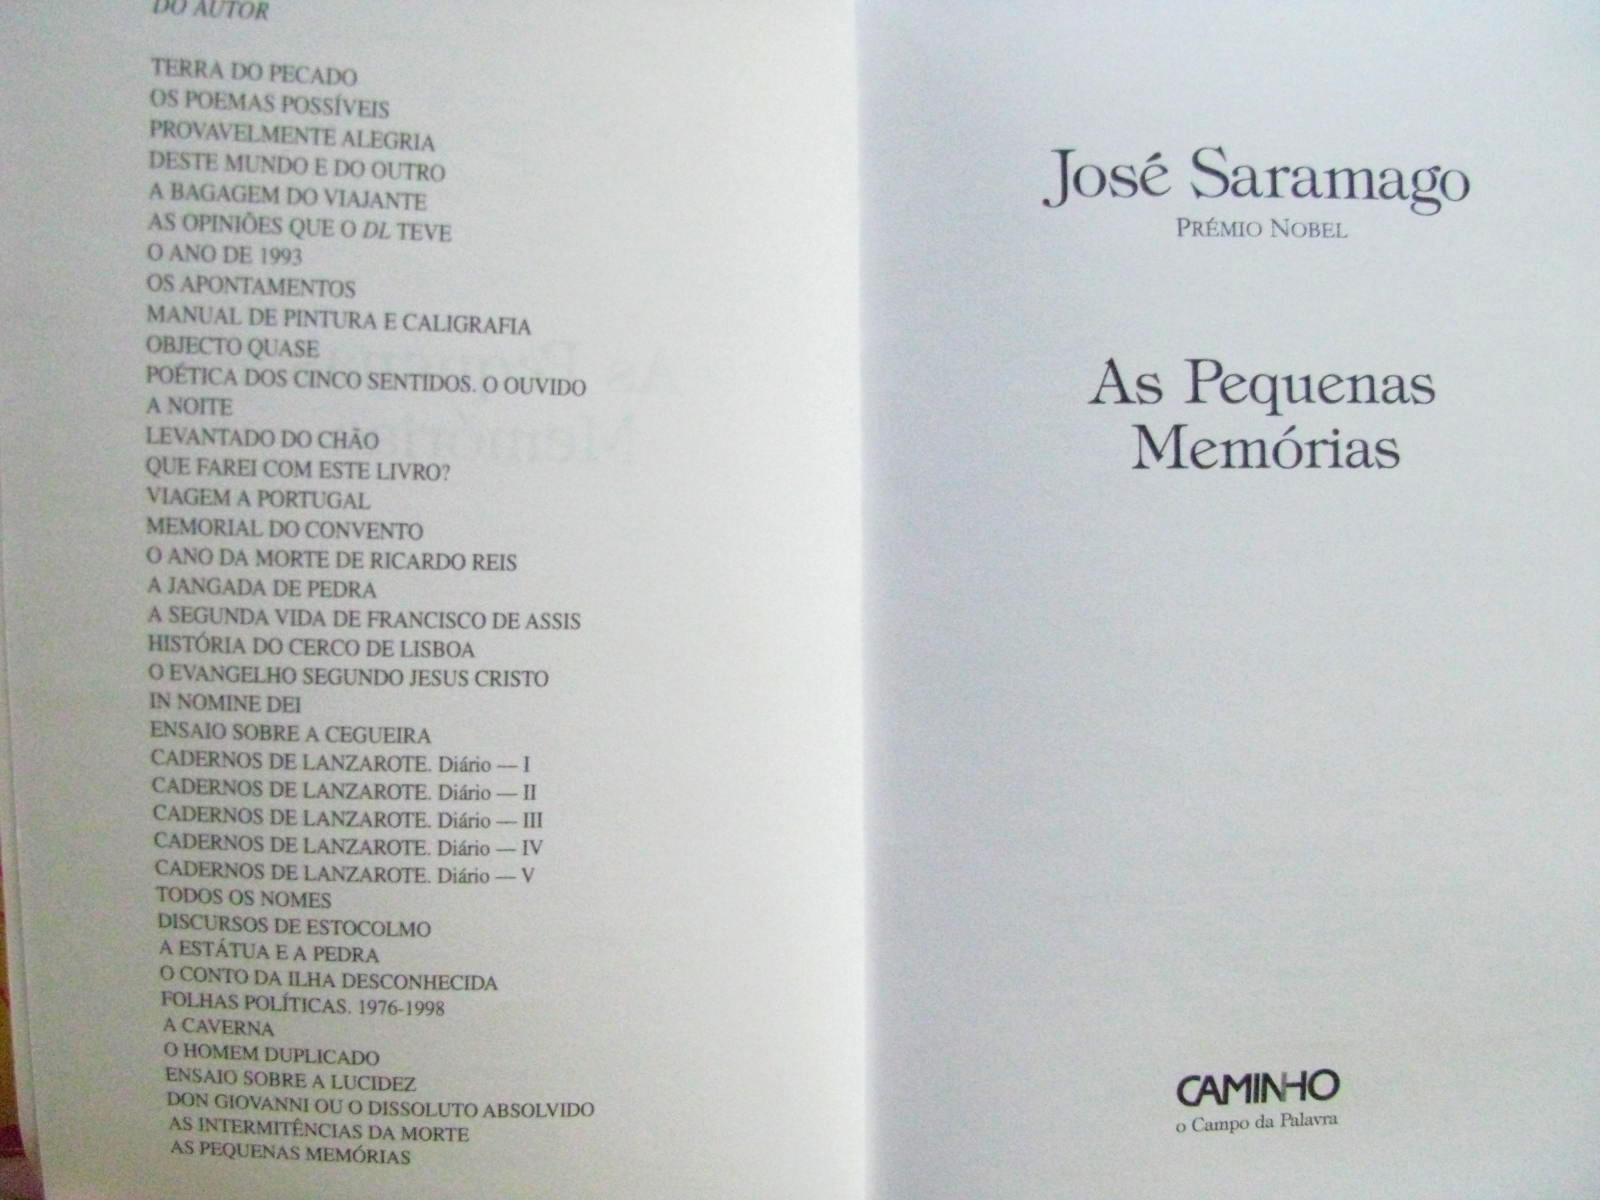 DO AUTOR
TERRA DO PECADO
OS POEMAS POSSÍVEIS
PROVAVELMENTE ALEGRIA
DESTE MUNDO E DO OUTRO
A BAGAGEM DO VIAJANTE
AS OPINIÕES QUE O DL TEVE
O ANO DE 1993
OS APONTAMENTOS
MANUAL DE PINTURA E CALIGRAFIA
OBJECTO QUASE
POÉTICA DOS CINCO SENTIDOS. O OUVIDO
A NOITE
LEVANTADO DO CHÃO
QUE FAREI COM ESTE LIVRO?
VIAGEM A PORTUGAL
MEMORIAL DO CONVENTO
O ANO DA MORTE DE RICARDO REIS
A JANGADA DE PEDRA
A SEGUNDA VIDA DE FRANCISCO DE ASSIS
HISTÓRIA DO CERCO DE LISBOA
O EVANGELHO SEGUNDO JESUS CRISTO
IN NOMINE DEI
ENSAIO SOBRE A CEGUEIRA
CADERNOS DE LANZAROTE. Diário — I
CADERNOS DE LANZAROTE. Diário — II
CADERNOS DE LANZAROTE. Diário — III
CADERNOS DE LANZAROTE. Diário — IV
CADERNOS DE LANZAROTE. Diário — V
TODOS OS NOMES
DISCURSOS DE ESTOCOLMO
A ESTÁTUA E A PEDRA
O CONTO DA ILHA DESCONHECIDA
FOLHAS POLÍTICAS. 1976-1998
A CAVERNA
O HOMEM DUPLICADO
ENSAIO SOBRE A LUCIDEZ
DON GIOVANNI OU O DISSOLUTO ABSOLVIDO
AS INTERMITÊNCIAS DA MORTE
AS PEQUENAS MEMÓRIAS
José Saramago
PRÉMIO NOBEL
As Pequenas
Memórias
CAMINHO
o Campo da Palavra